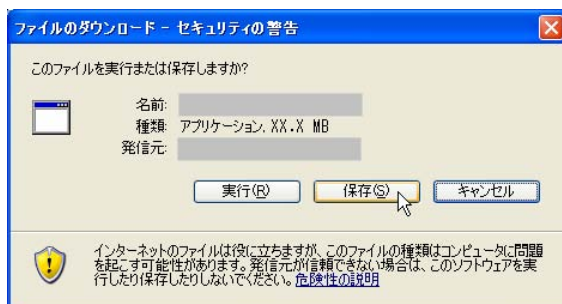 ファイルのダウンロード - セキュリティの警告
このファイルを実行または保存しますか?
名前:
種類: アプリケーション, XX.X MB
発信元:
実行(R) 保存(S) キャンセル
インターネットのファイルは役に立ちますが、このファイルの種類はコンピュータに問題
を起こす可能性があります。発信元が信頼できない場合は、このソフトウェアを実
行したり保存したりしないでください。危険性の説明